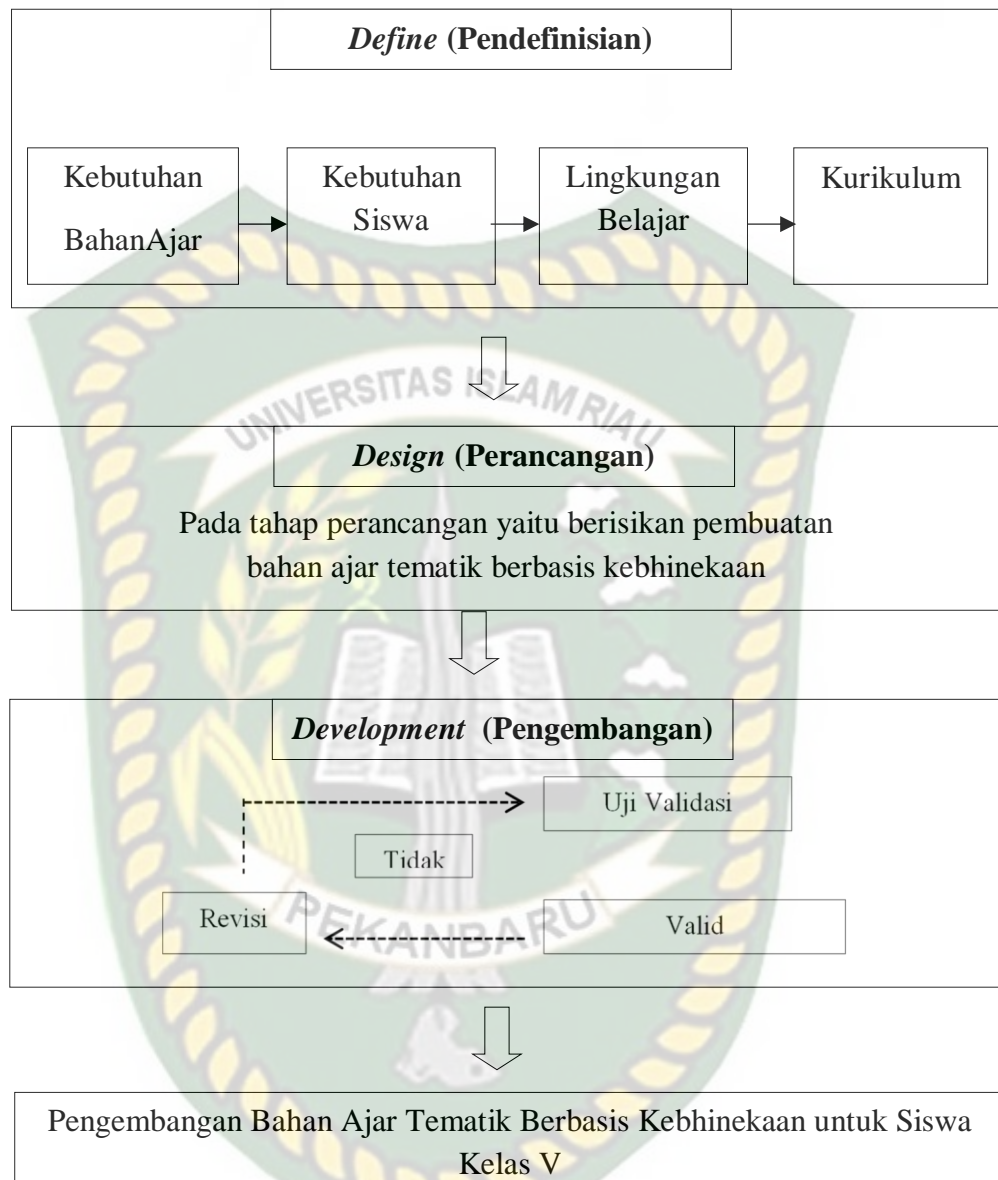 Define (Pendefinisian)
Kebutuhan
BahanAjar
Kebutuhan
Siswa
Lingkungan
Belajar
Kurikulum
UNIVERSITAS ISLAM RIAU
Design (Perancangan)
Pada tahap perancangan yaitu berisikan pembuatan
bahan ajar tematik berbasis kebhinekaan
Development (Pengembangan)
Uji Validasi
Tidak
Revisi
Valid
PEKANBARU
Pengembangan Bahan Ajar Tematik Berbasis Kebhinekaan untuk Siswa
Kelas V